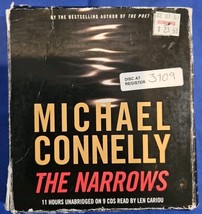 BY THE BESTSELLING AUTHOR OF THE POET
DISC AT
REGISTER
3109
MICHAEL
CONNELLY
THE NARROWS
11 HOURS UNABRIDGED ON 9 CDS READ BY LEN CARIOU